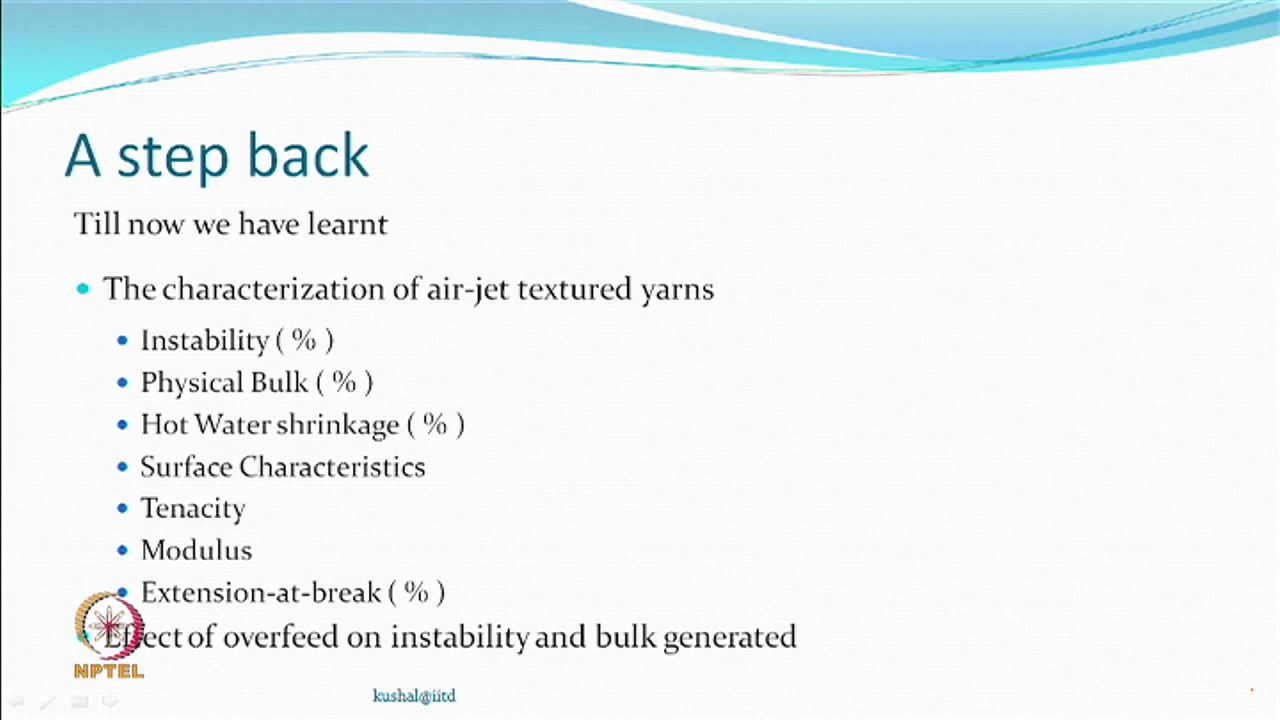 A step back
Till now we have learnt
The characterization of air-jet textured yarns
Instability ( % )
Physical Bulk ( % )
Hot Water shrinkage ( % )
Surface Characteristics
Tenacity
Modulus
Extension-at-break ( % )
Effect of overfeed on instability and bulk generated
NPTEL
kushal@iitd